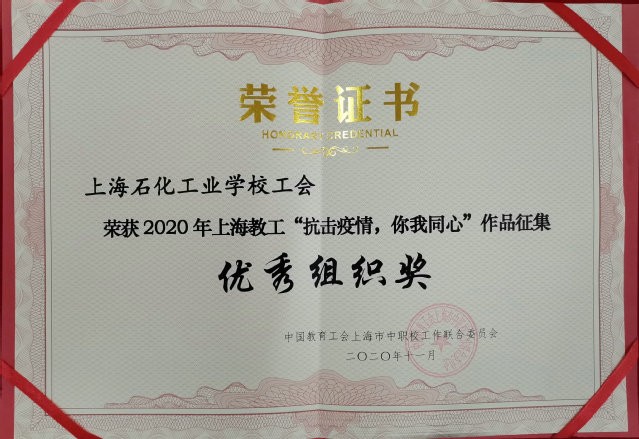 荣誉证书
HONORARY CREDENTIAL
上海石化工业学校工会
荣获2020年上海教工“抗击疫情，你我同心”作品征集
优秀组织奖
中国教育工会上海市中职校工作联合委员会
二〇二〇年十一月